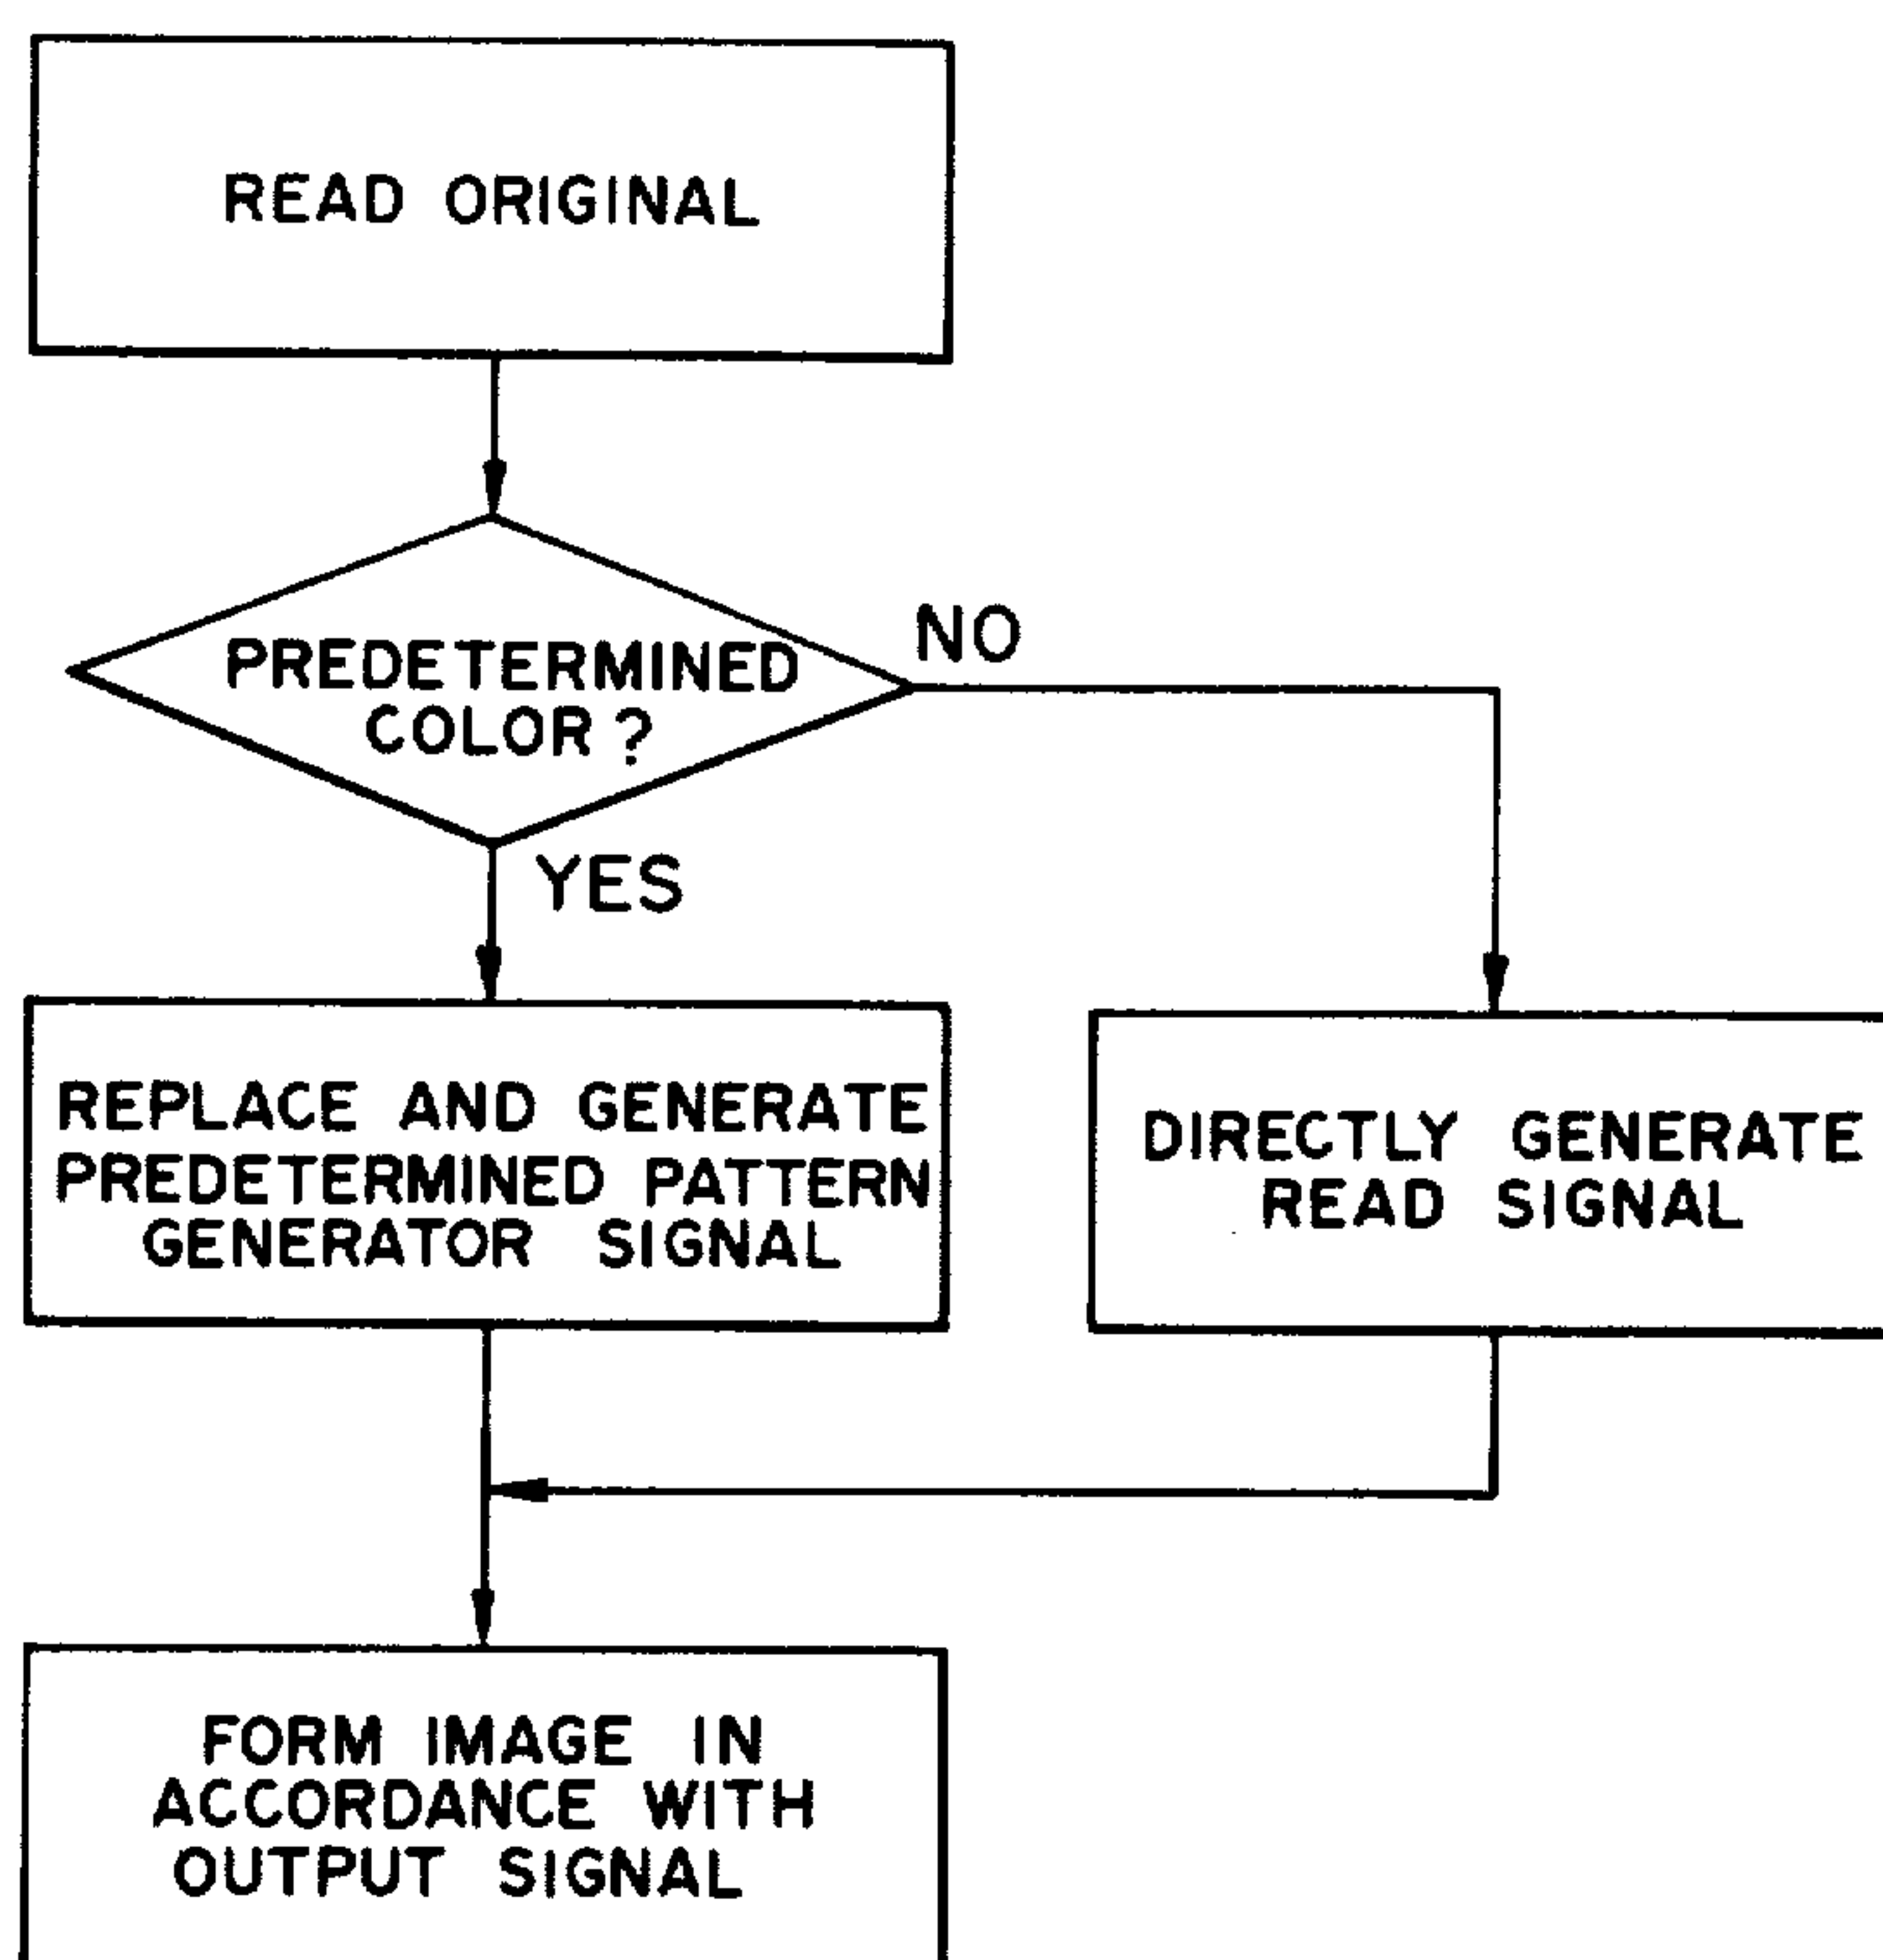 READ ORIGINAL
PREDETERMINED
COLOR?
NO
YES
REPLACE AND GENERATE
PREDETERMINED PATTERN
GENERATOR SIGNAL
DIRECTLY GENERATE
READ SIGNAL
FORM IMAGE IN
ACCORDANCE WITH
OUTPUT SIGNAL